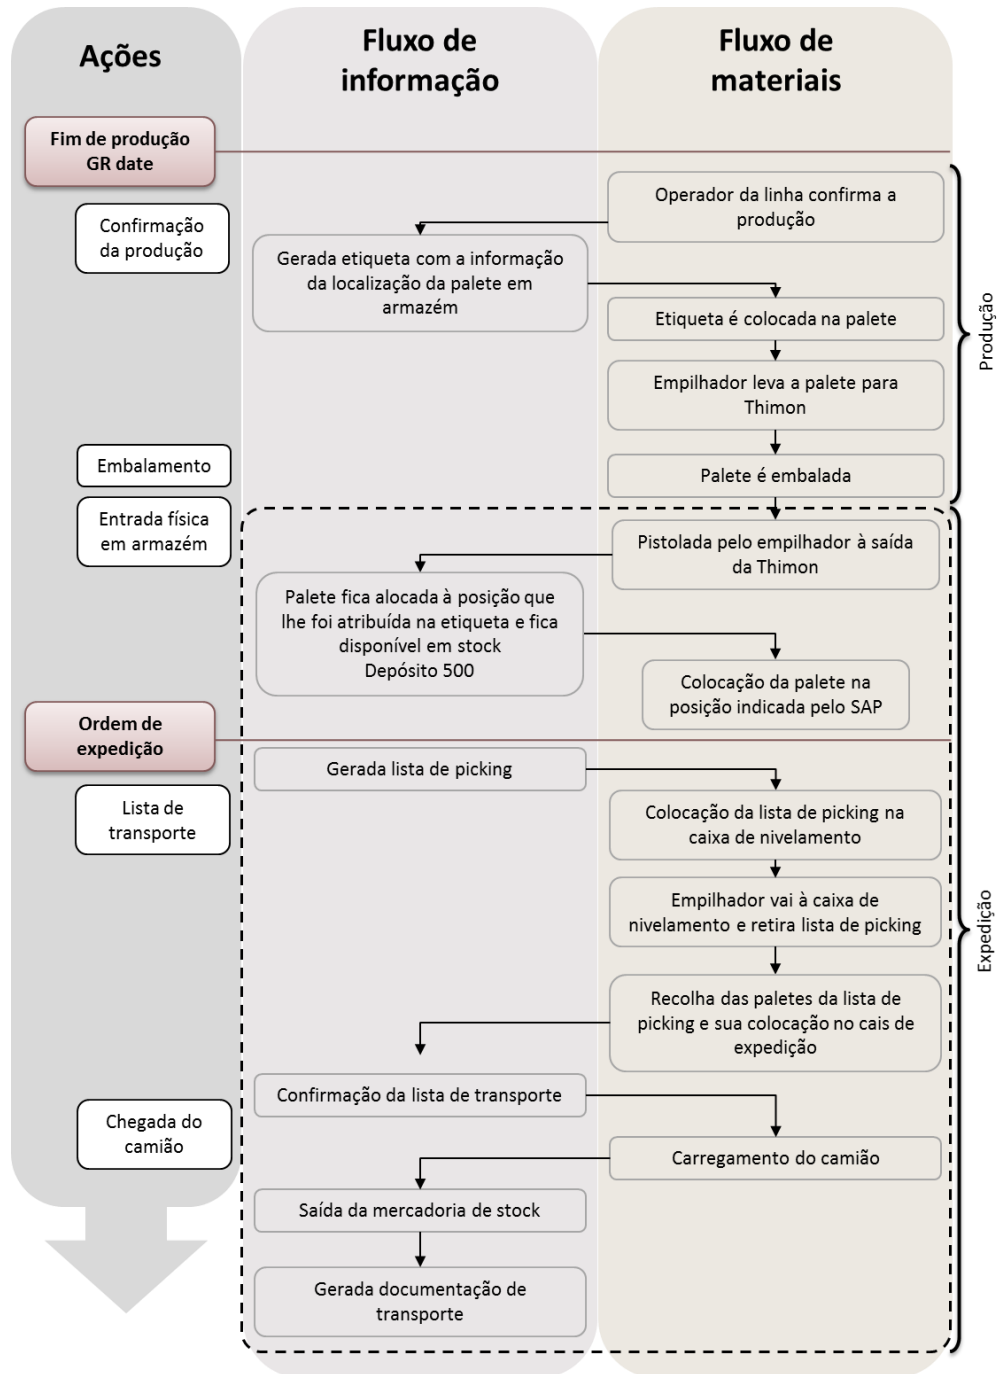 Ações
Fluxo de
informação
Fluxo de
materiais
Fim de produção
GR date
Operador da linha confirma a
produção
Confirmação
da produção
Gerada etiqueta com a informação
da localização da palete em
armazém
Etiqueta é colocada na palete
Empilhador leva a palete para
Thimon
Produção
Embalamento
Palete é embalada
Entrada física
em armazém
Pistolada pelo empilhador à saída
da Thimon
Palete fica alocada à posição que
lhe foi atribuída na etiqueta e fica
disponível em stock
Depósito 500
Colocação da palete na
posição indicada pelo SAP
Ordem de
expedição
Gerada lista de picking
Lista de
transporte
Colocação da lista de picking na
caixa de nivelamento
Empilhador vai à caixa de
nivelamento e retira lista de picking
Expedição
Recolha das paletes da lista de
picking e sua colocação no cais de
expedição
Confirmação da lista de transporte
Chegada do
camião
Carregamento do camião
Saída da mercadoria de stock
Gerada documentação de
transporte